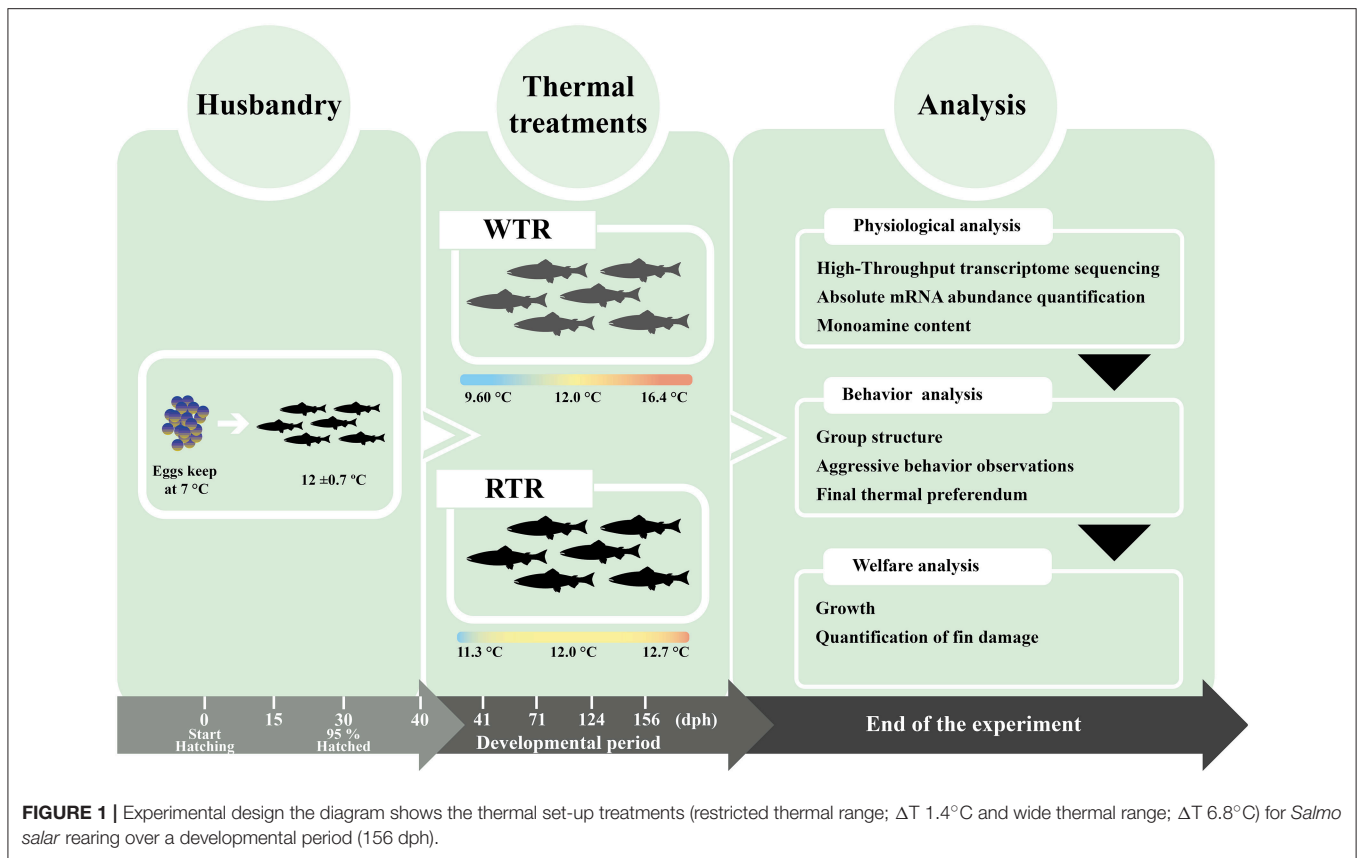 Husbandry
Thermal
treatments
Analysis
Eggs keep
at 7 °C
12 ±0.7 °C
WTR
9.60 °C 12.0 °C 16.4 °C
RTR
11.3 °C 12.0 °C 12.7 °C
Physiological analysis
High-Throughput transcriptome sequencing
Absolute mRNA abundance quantification
Monoamine content
Behavior analysis
Group structure
Aggressive behavior observations
Final thermal preferendum
Welfare analysis
Growth
Quantification of fin damage
0 15 30 40 41 71 124 156 (dph)
Start
Hatching
95 %
Hatched
Developmental period
End of the experiment
FIGURE 1 | Experimental design the diagram shows the thermal set-up treatments (restricted thermal range; ΔT 1.4°C and wide thermal range; ΔT 6.8°C) for Salmo
salar rearing over a developmental period (156 dph).